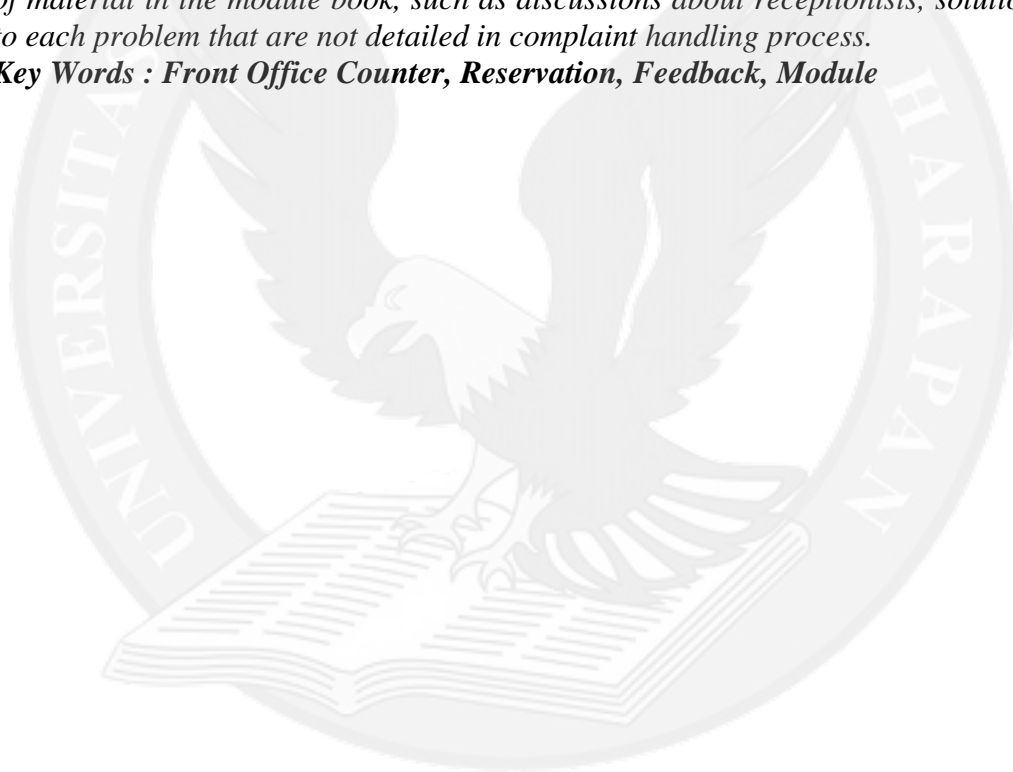 of material in the module book, such as discussions about receptionists,
to each problem that are not detailed in complaint handling process.
Key Words : Front Office Counter, Reservation, Feedback, Module
UNIVERSITAS
HARAPAN